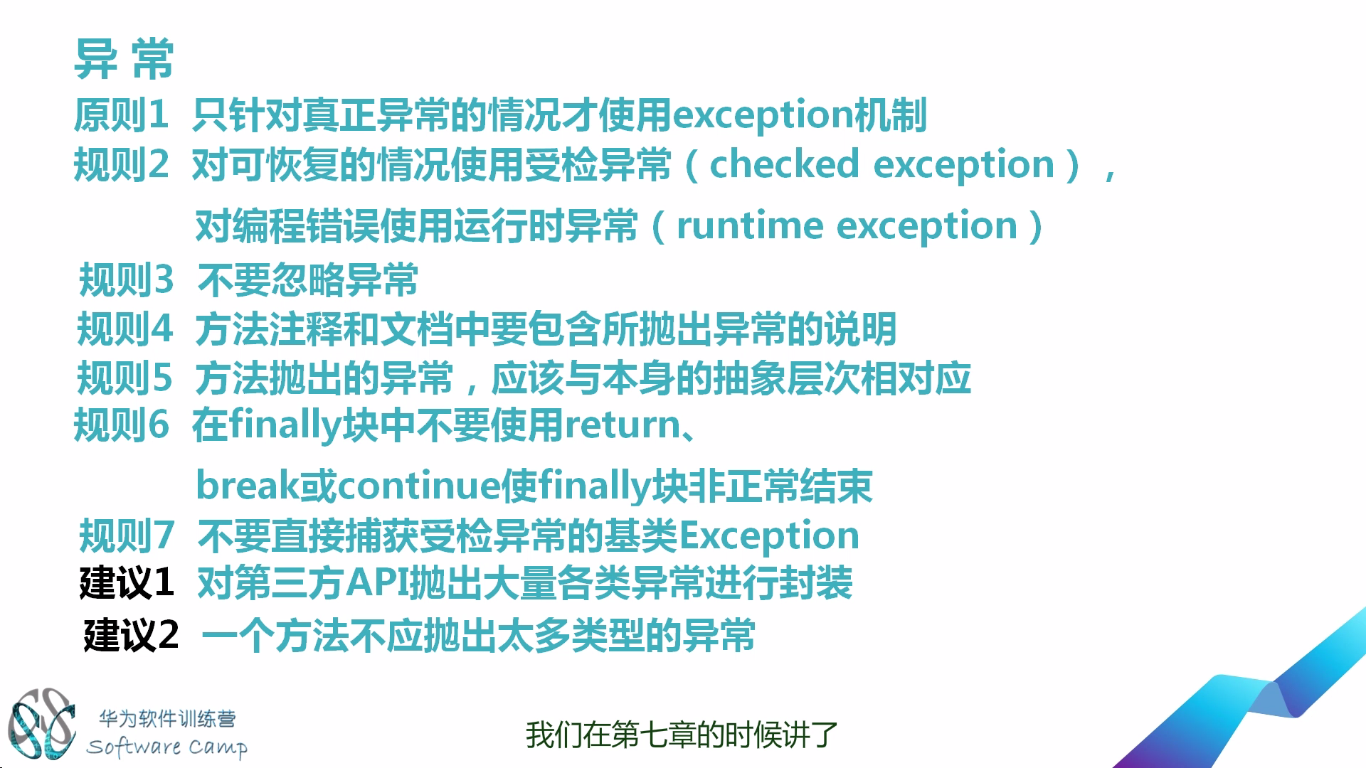 异 常
原则1 只针对真正异常的情况才使用exception机制
规则2 对可恢复的情况使用受检异常（checked exception），
对编程错误使用运行时异常（runtime exception）
规则3 不要忽略异常
规则4 方法注释和文档中要包含所抛出异常的说明
规则5 方法抛出的异常，应该与本身的抽象层次相对应
规则6 在finally块中不要使用return、
break或continue使finally块非正常结束
规则7 不要直接捕获受检异常的基类Exception
建议1 对第三方API抛出大量各类异常进行封装
建议2 一个方法不应抛出太多类型的异常
华为软件训练营
Software Camp
我们在第七章的时候讲了